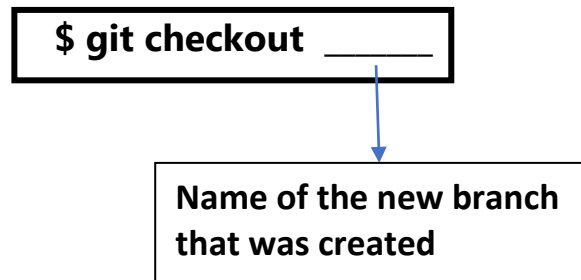 $ git checkout ______
Name of the new branch
that was created